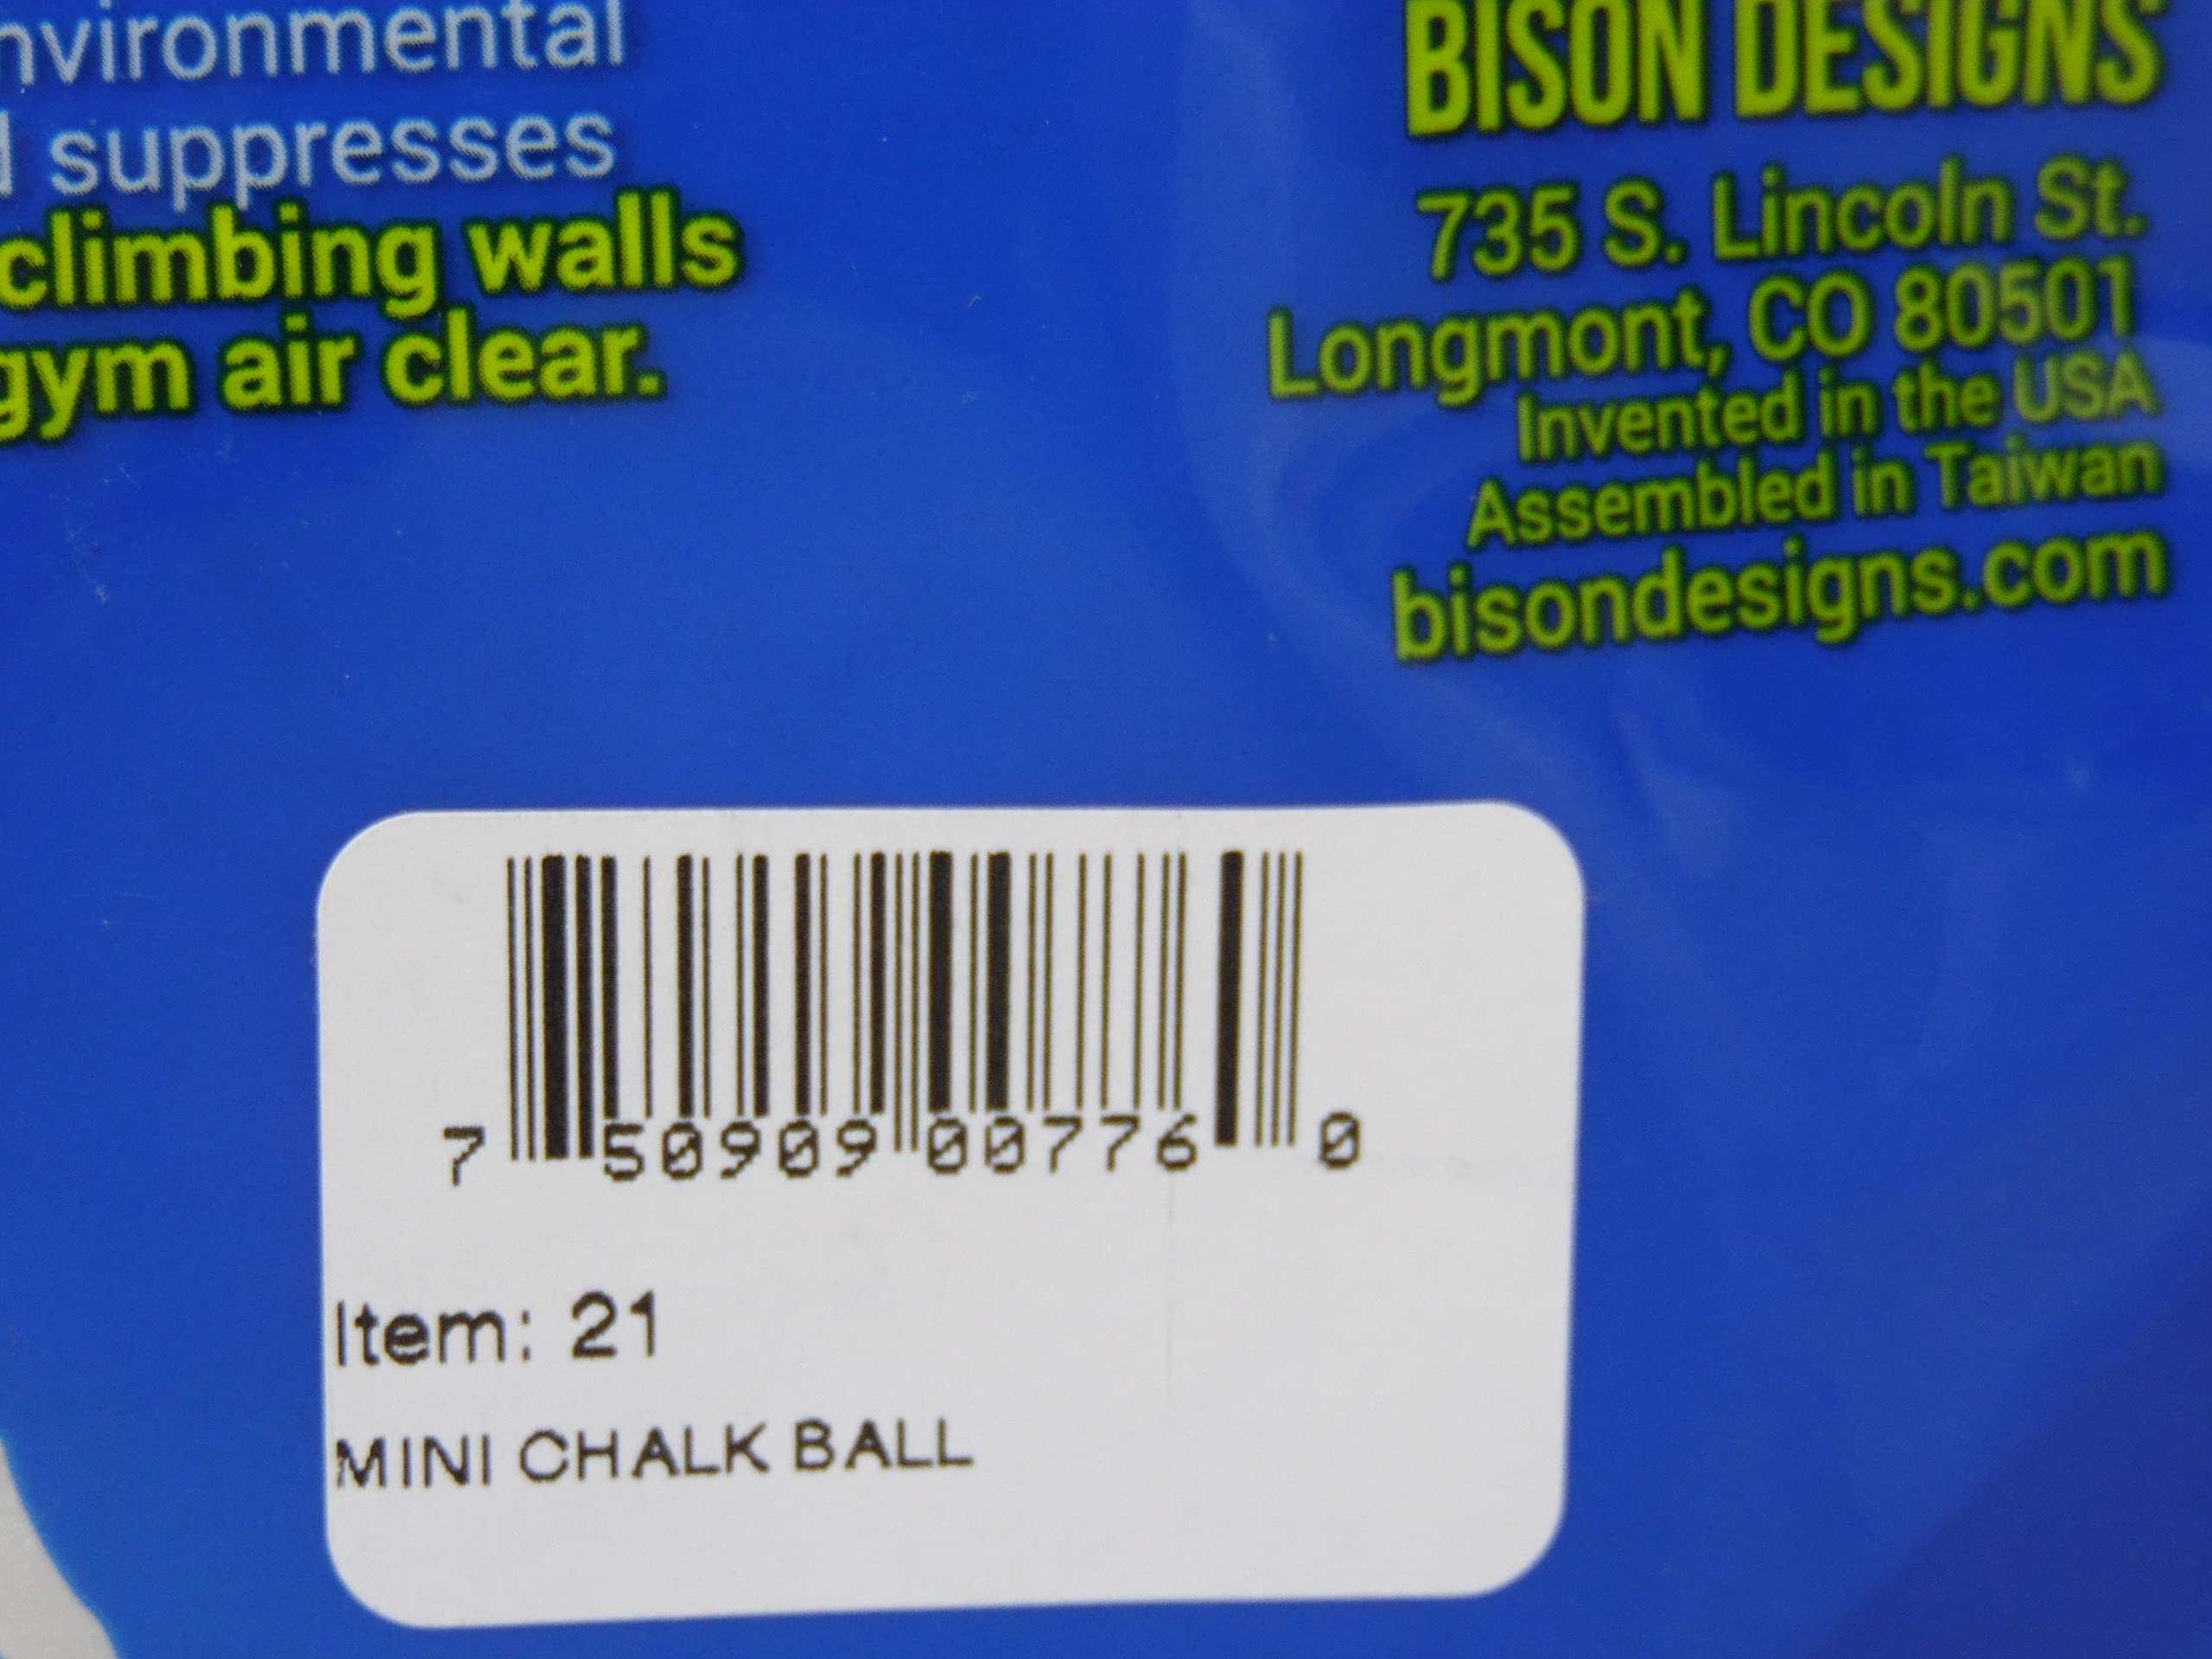 nvironmental
suppresses
climbing walls
gym air clear.
BISON DESIGNS
735 S. Lincoln St.
Longmont, CO 80501
Invented in the USA
Assembled in Taiwan
bisondesigns.com
7 50909 00776 0
Item: 21
MINI CHALK BALL